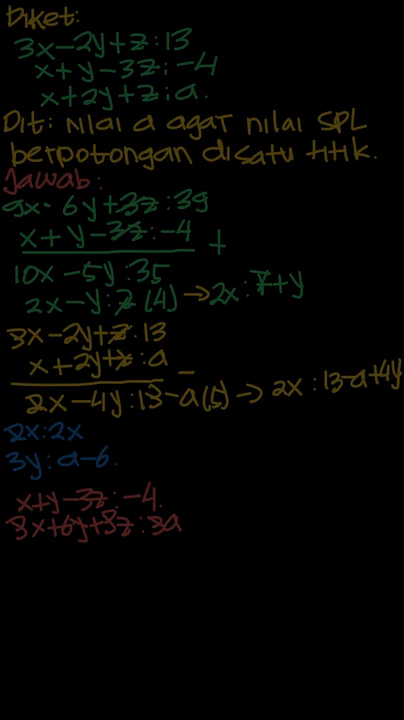 Diket:
3x-2y+z:13
x+y-3z:-4
x+2y+z:a.
Dit: nilai a agar nilai SPL
berpotongan disatu titik.
Jawab:
9x-6y+3z:39
x+y-3z:-4 +
10x-5y:35
2x-y:7 (4) →2x:7+y
3x-2y+z:13
x+2y+z:a -
2x-4y:13-a(5) → 2x:13-a+4y
2x:2x
3y:a-6.
x+y-3z:-4.
3x+6y+3z:3a